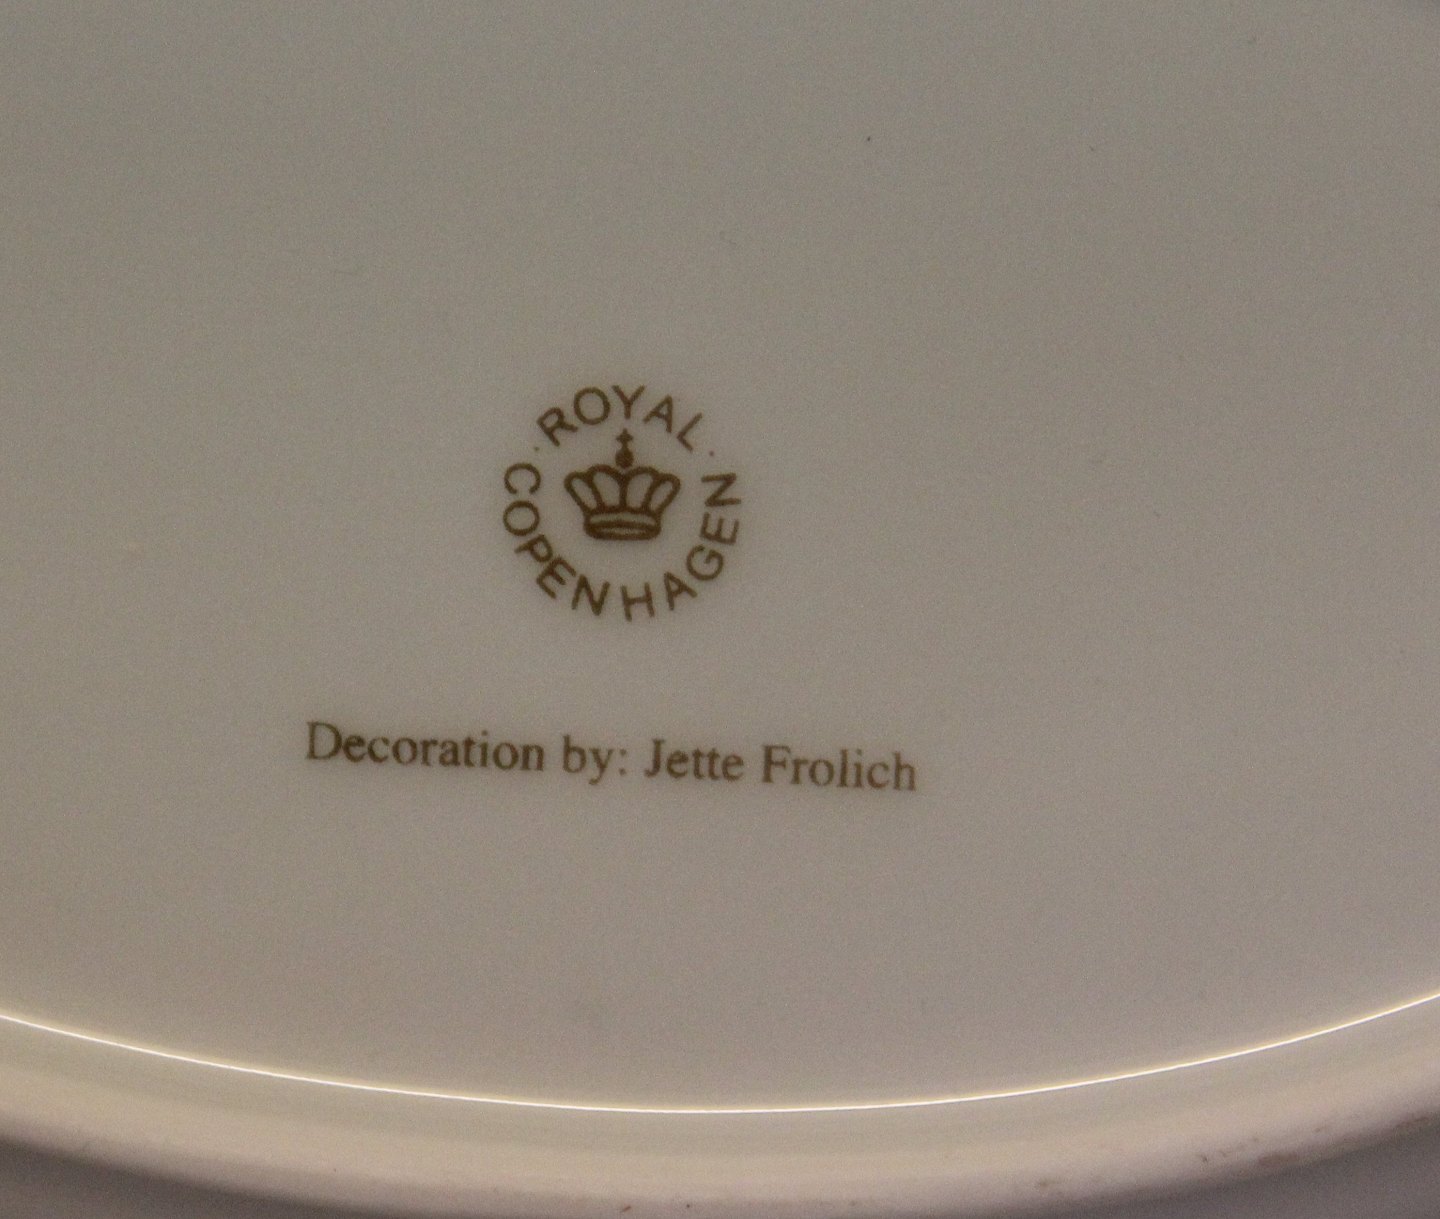 ROYAL
COPENHAGEN
Decoration by: Jette Frolich